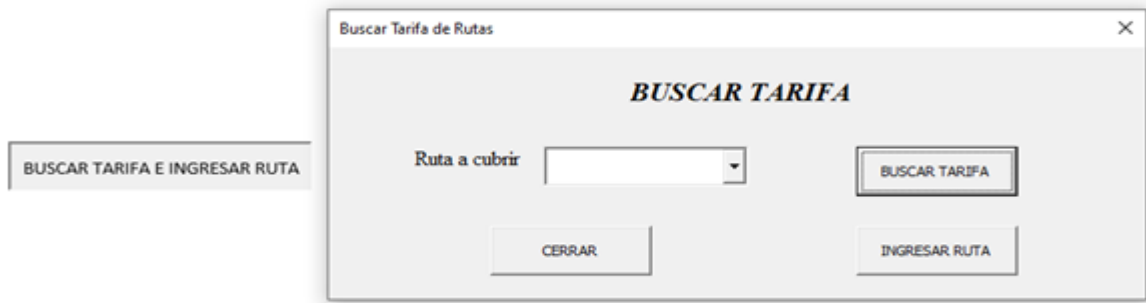 BUSCAR TARIFA E INGRESAR RUTA
Buscar Tarifa de Rutas
BUSCAR TARIFA
Ruta a cubrir
BUSCAR TARIFA
CERRAR
INGRESAR RUTA